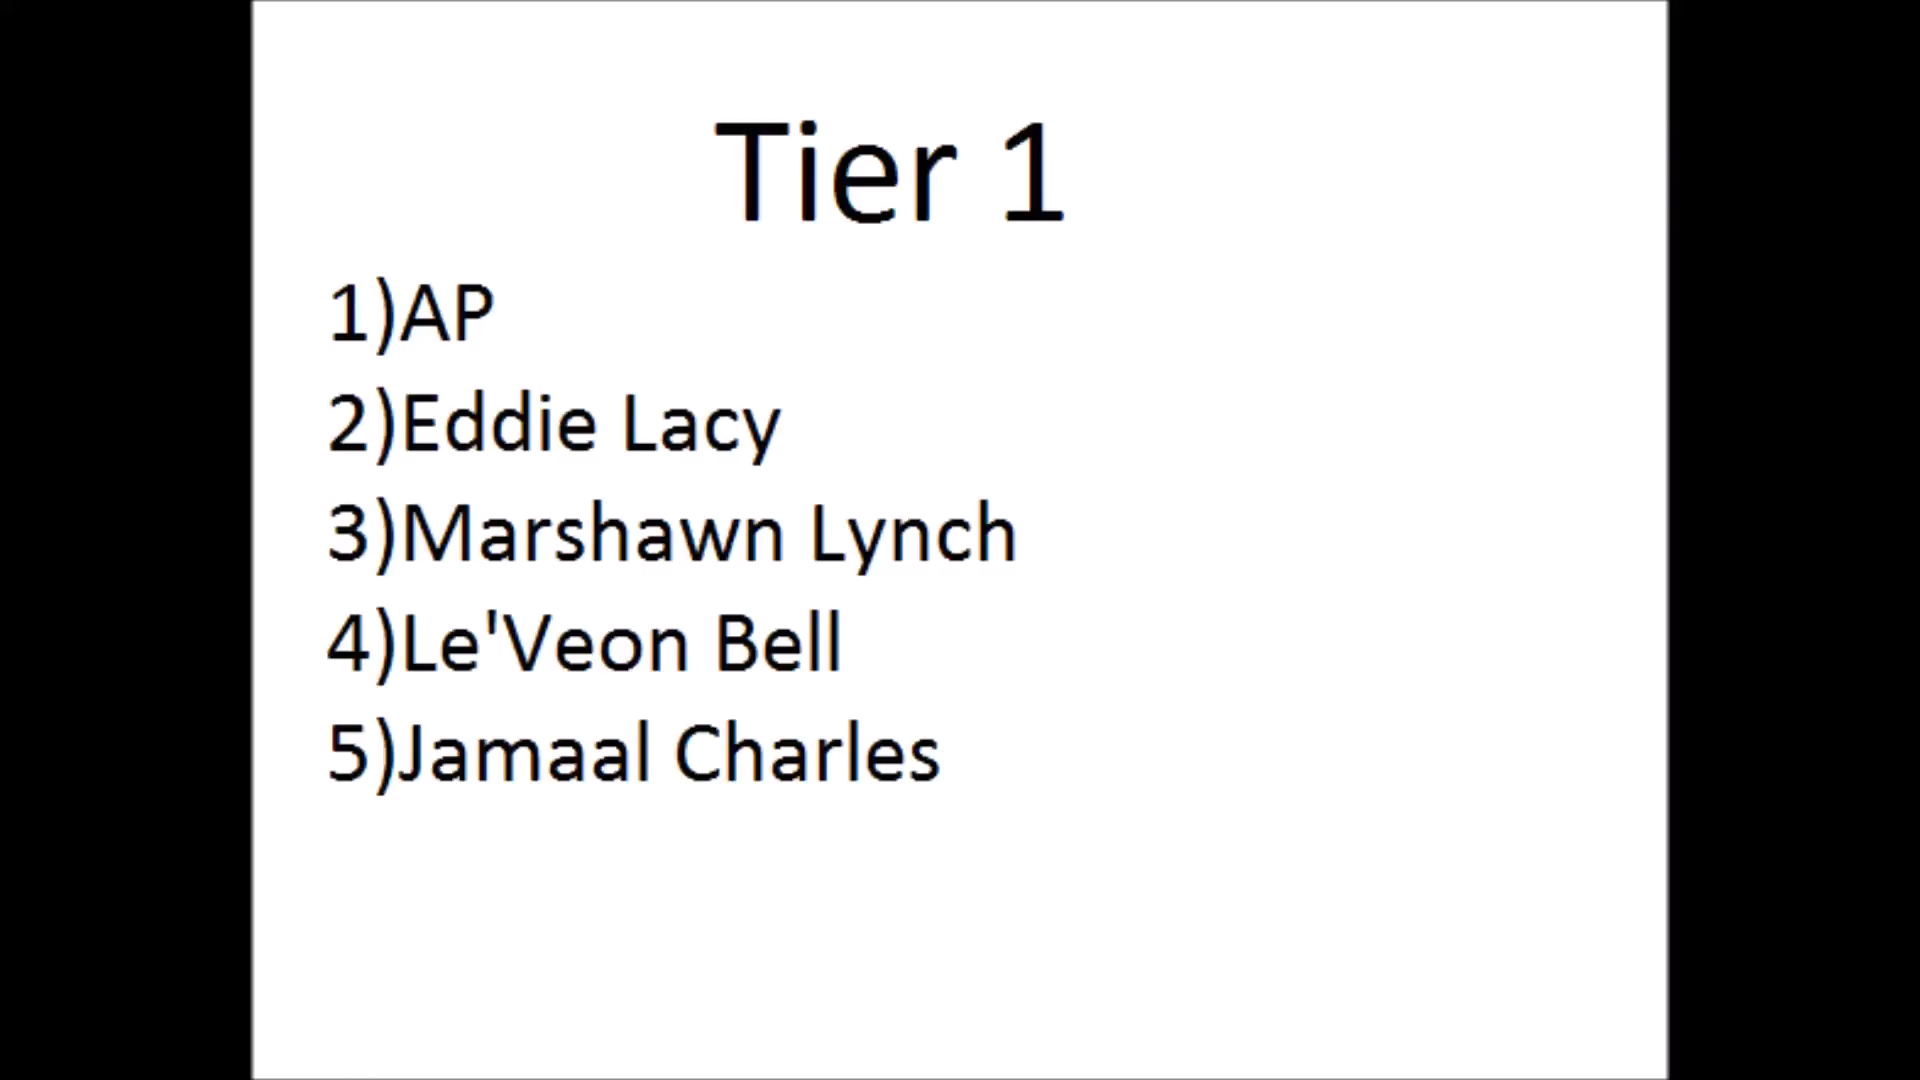 Tier 1
1)AP
2)Eddie Lacy
3)Marshawn Lynch
4)Le'Veon Bell
5)Jamaal Charles